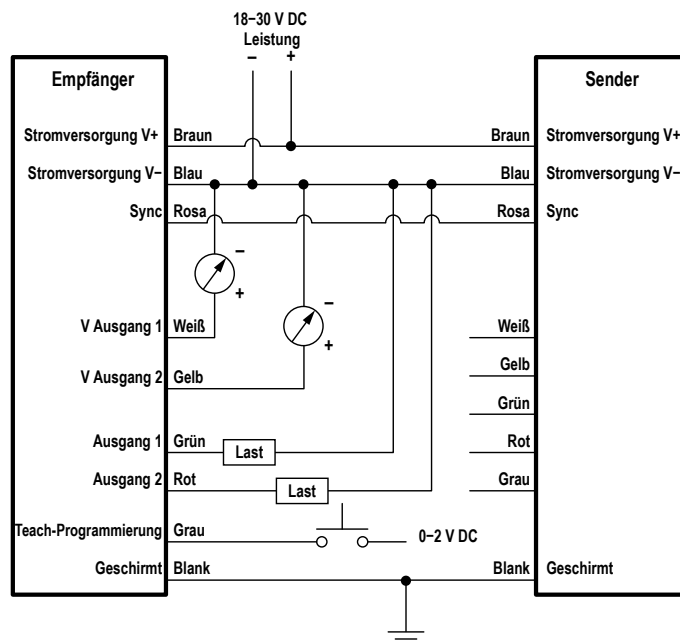 18–30 V DC
Leistung
– +
Empfänger
Sender
Stromversorgung V+ Braun
Braun Stromversorgung V+
Stromversorgung V– Blau
Blau Stromversorgung V–
Sync Rosa
Rosa Sync
–
+
–
+
V Ausgang 1 Weiß
Weiß
V Ausgang 2 Gelb
Gelb
Grün
Ausgang 1 Grün Last
Rot
Ausgang 2 Rot Last
Grau
Teach-Programmierung Grau 0–2 V DC
Geschirmt Blank
Blank Geschirmt